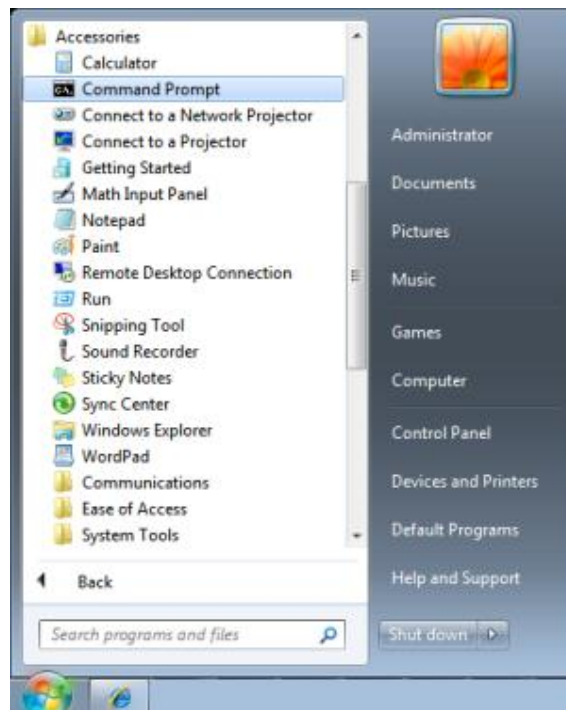 Accessories
Calculator
Command Prompt
Connect to a Network Projector
Connect to a Projector
Getting Started
Math Input Panel
Notepad
Paint
Remote Desktop Connection
Run
Snipping Tool
Sound Recorder
Sticky Notes
Sync Center
Windows Explorer
WordPad
Communications
Ease of Access
System Tools
Back
Search programs and files
Administrator
Documents
Pictures
Music
Games
Computer
Control Panel
Devices and Printers
Default Programs
Help and Support
Shut down